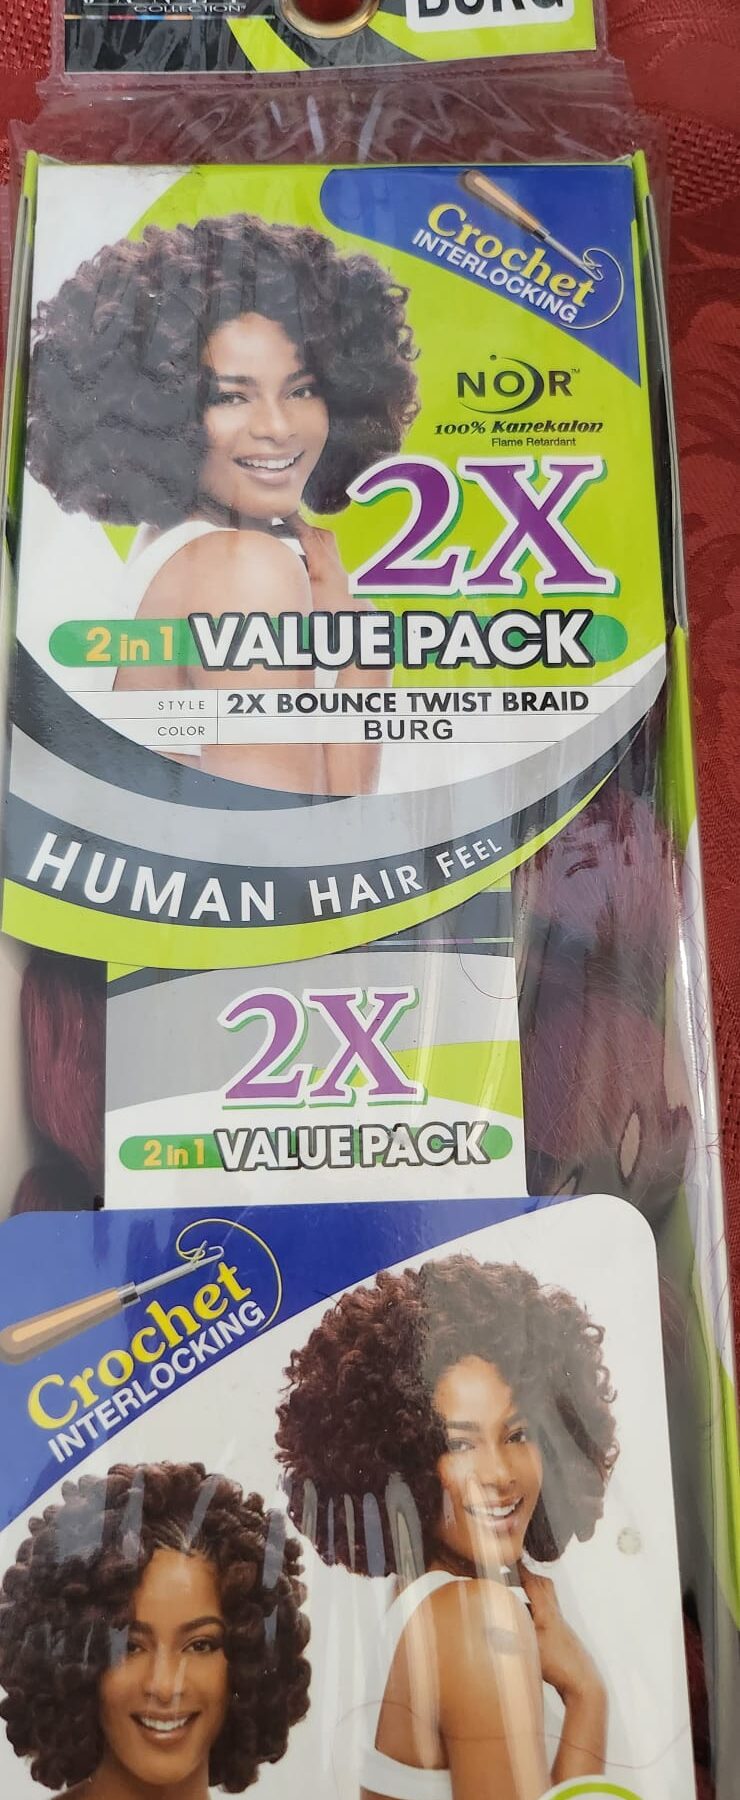 COLLECTION
BURG
Crochet
INTERLOCKING
NOIR™
100% Kanekalon
Flame Retardant
2X
2 in 1 VALUE PACK
STYLE 2X BOUNCE TWIST BRAID
COLOR BURG
HUMAN HAIR FEEL
2X
2 in 1 VALUE PACK
Crochet
INTERLOCKING